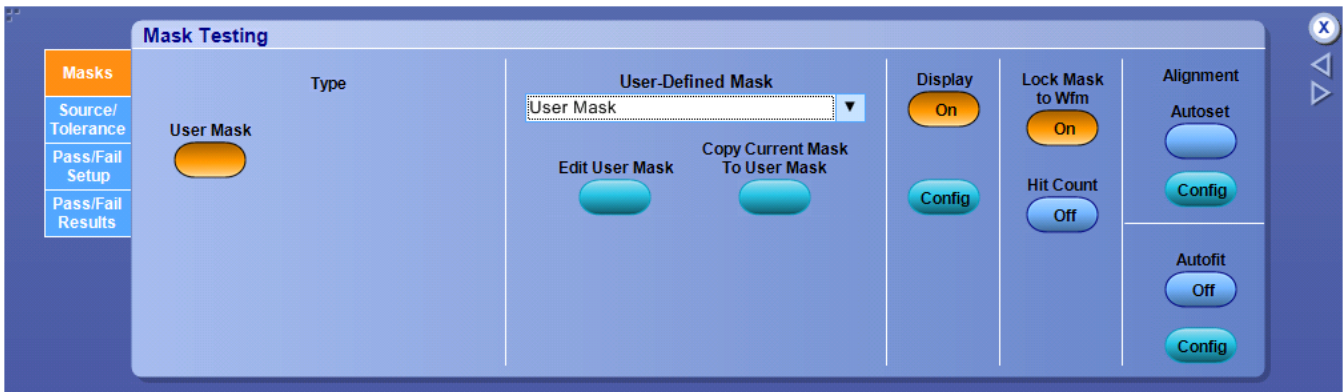 Mask Testing
X
Masks
Source/
Tolerance
Pass/Fail
Setup
Pass/Fail
Results
Type
User Mask
User-Defined Mask
User Mask
Edit User Mask
Copy Current Mask
To User Mask
Display
On
Config
Lock Mask
to Wfm
On
Hit Count
Off
Alignment
Autoset
Config
Autofit
Off
Config